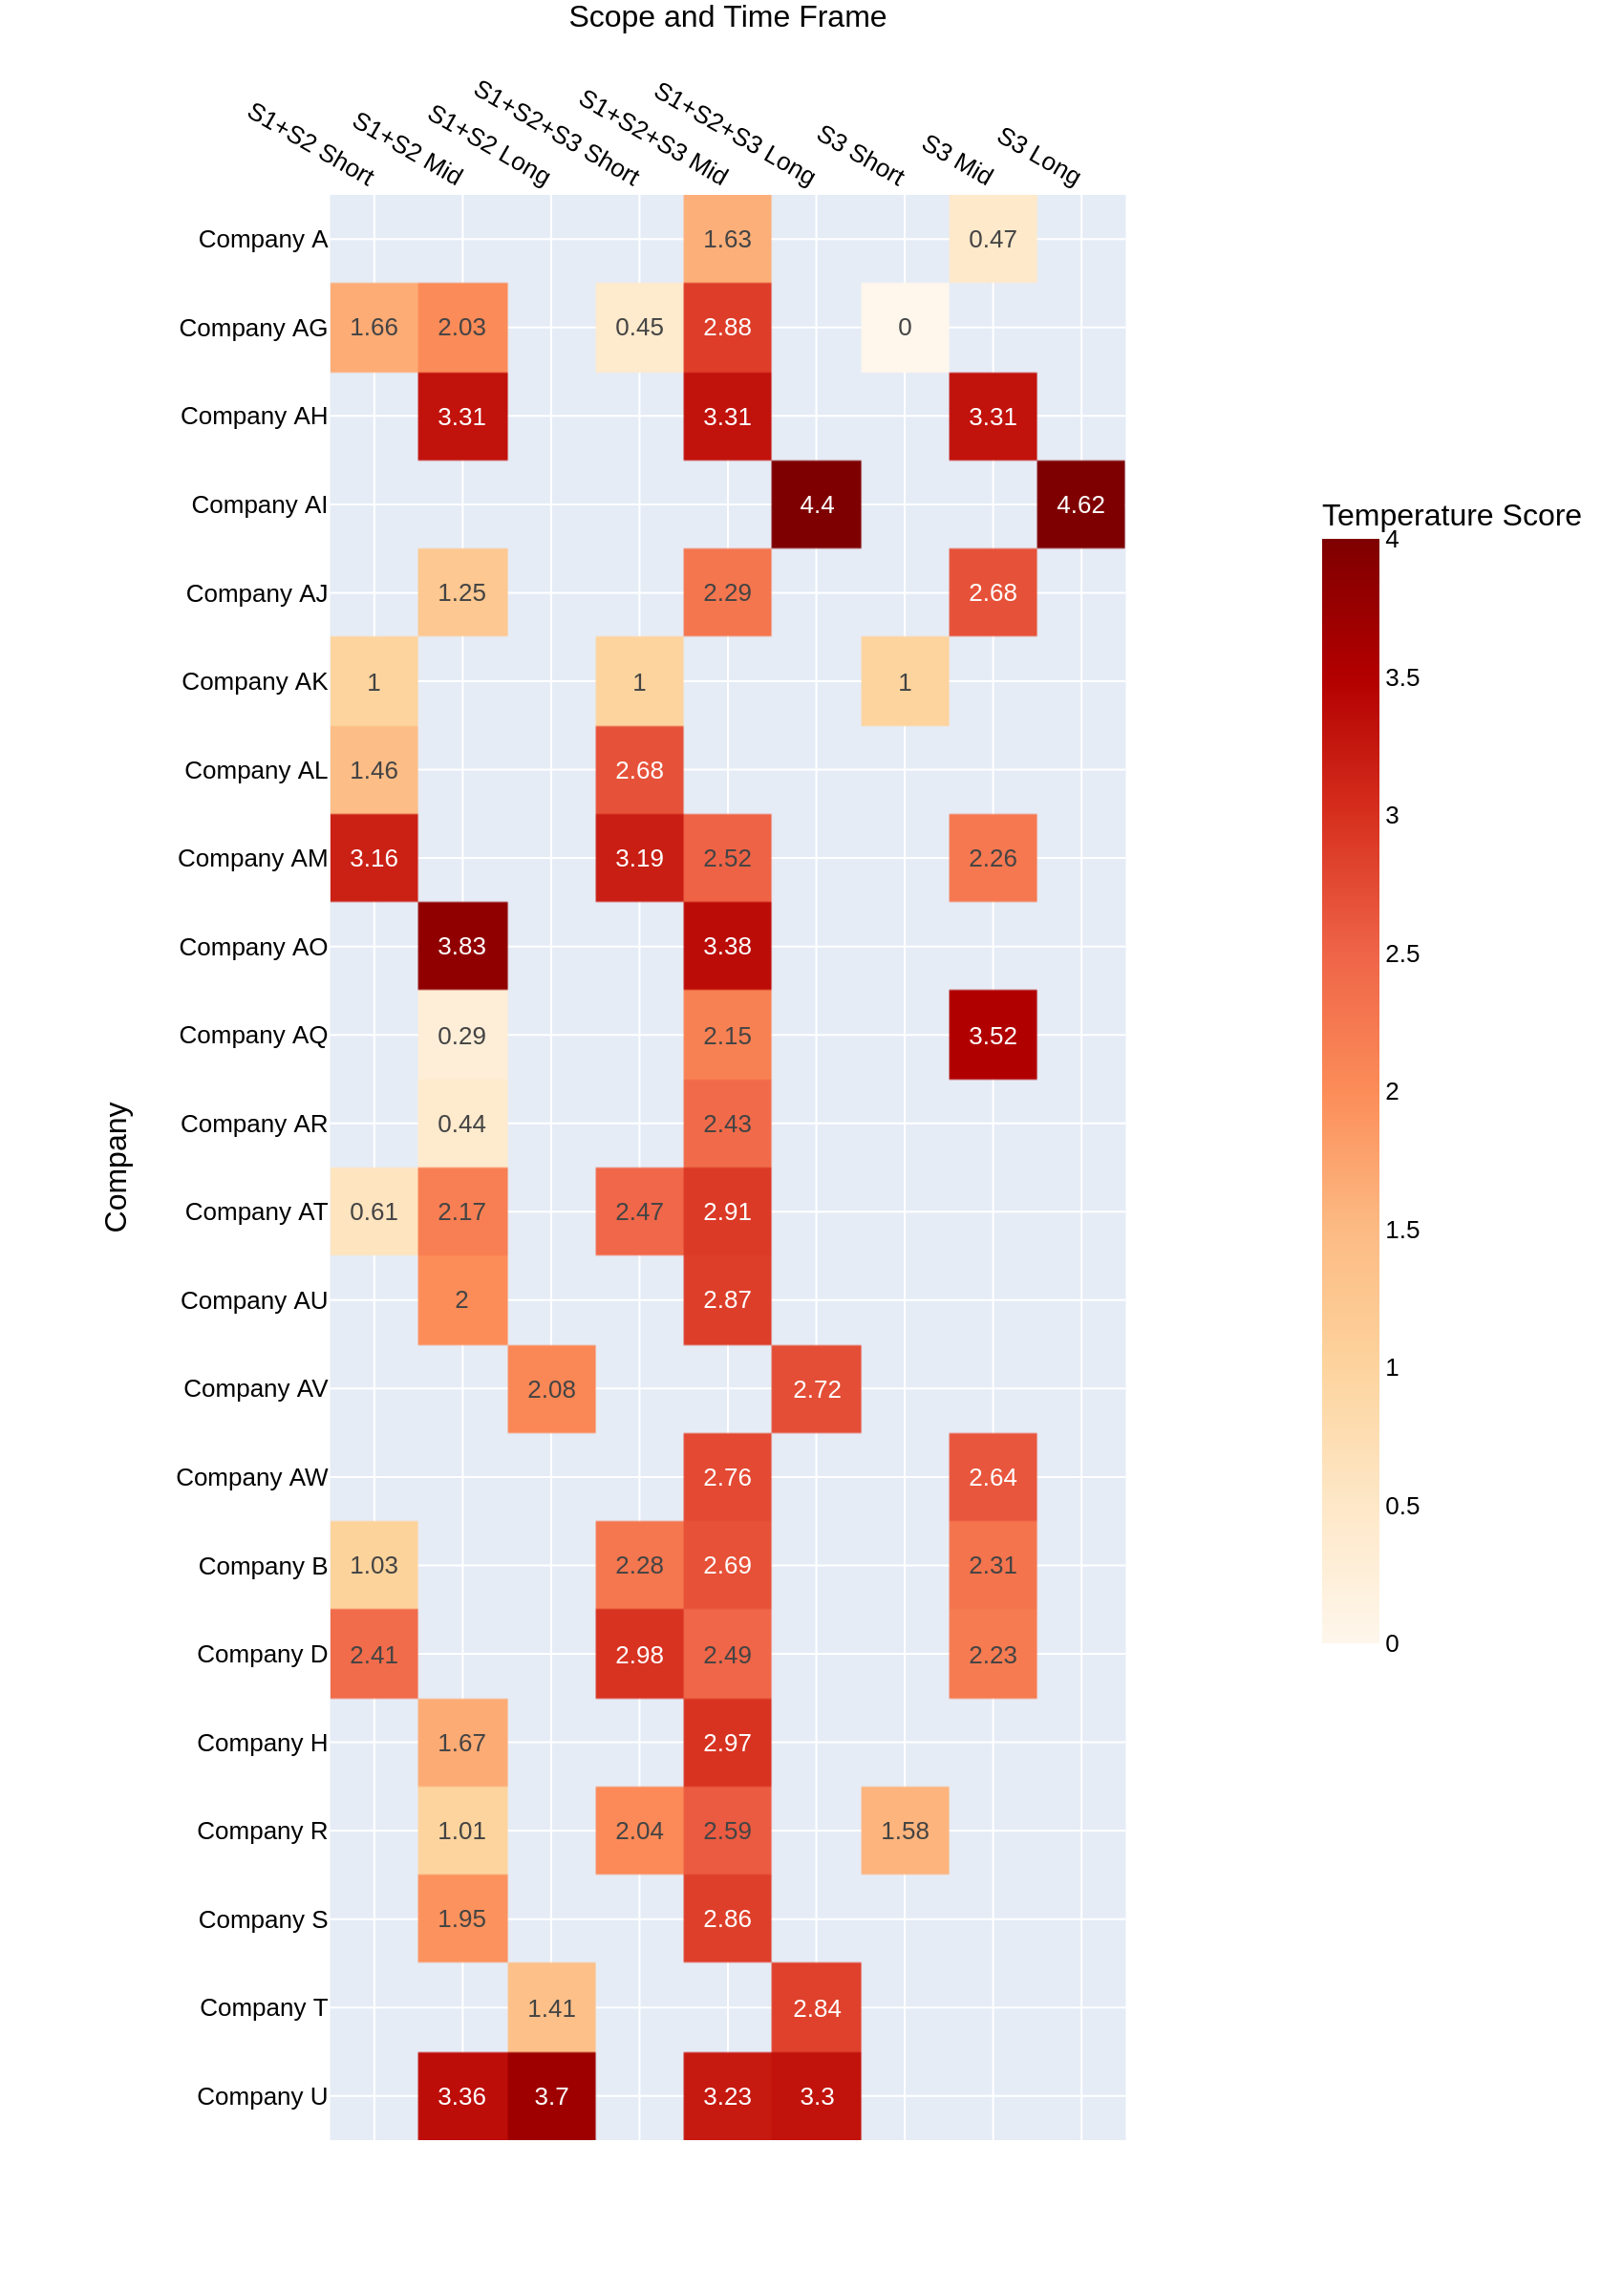 Scope and Time Frame
S1+S2 Short
S1+S2 Mid
S1+S2 Long
S1+S2+S3 Short
S1+S2+S3 Mid
S1+S2+S3 Long
S3 Short
S3 Mid
S3 Long
Company A 1.63 0.47
Company AG 1.66 2.03 0.45 2.88 0
Company AH 3.31 3.31 3.31
Company AI 4.4 4.62
Company AJ 1.25 2.29 2.68
Company AK 1 1 1
Company AL 1.46 2.68
Company AM 3.16 3.19 2.52 2.26
Company AO 3.83 3.38
Company AQ 0.29 2.15 3.52
Company AR 0.44 2.43
Company AT 0.61 2.17 2.47 2.91
Company AU 2 2.87
Company AV 2.08 2.72
Company AW 2.76 2.64
Company B 1.03 2.28 2.69 2.31
Company D 2.41 2.98 2.49 2.23
Company H 1.67 2.97
Company R 1.01 2.04 2.59 1.58
Company S 1.95 2.86
Company T 1.41 2.84
Company U 3.36 3.7 3.23 3.3
Company
Temperature Score
4
3.5
3
2.5
2
1.5
1
0.5
0